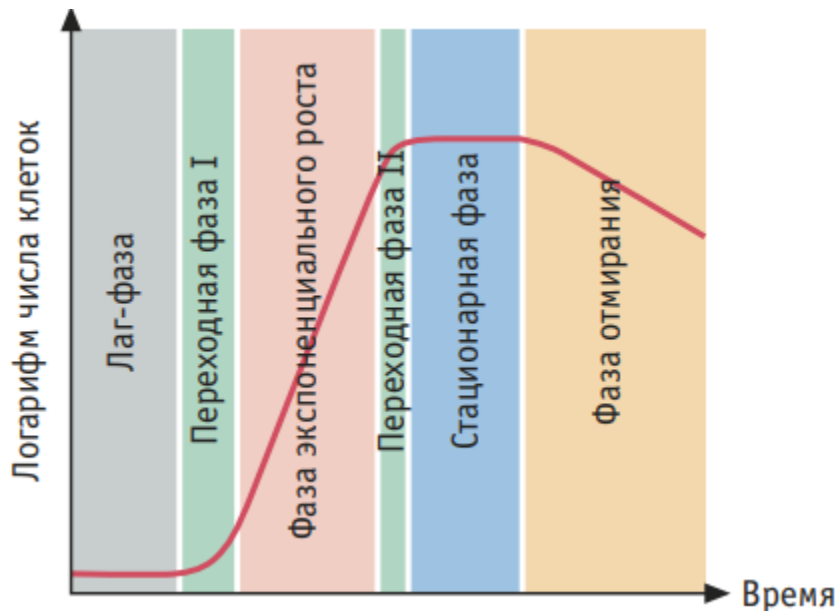 Логарифм числа клеток
Лаг-фаза
Переходная фаза I
Фаза экспоненциального роста
Переходная фаза II
Стационарная фаза
Фаза отмирания
Время